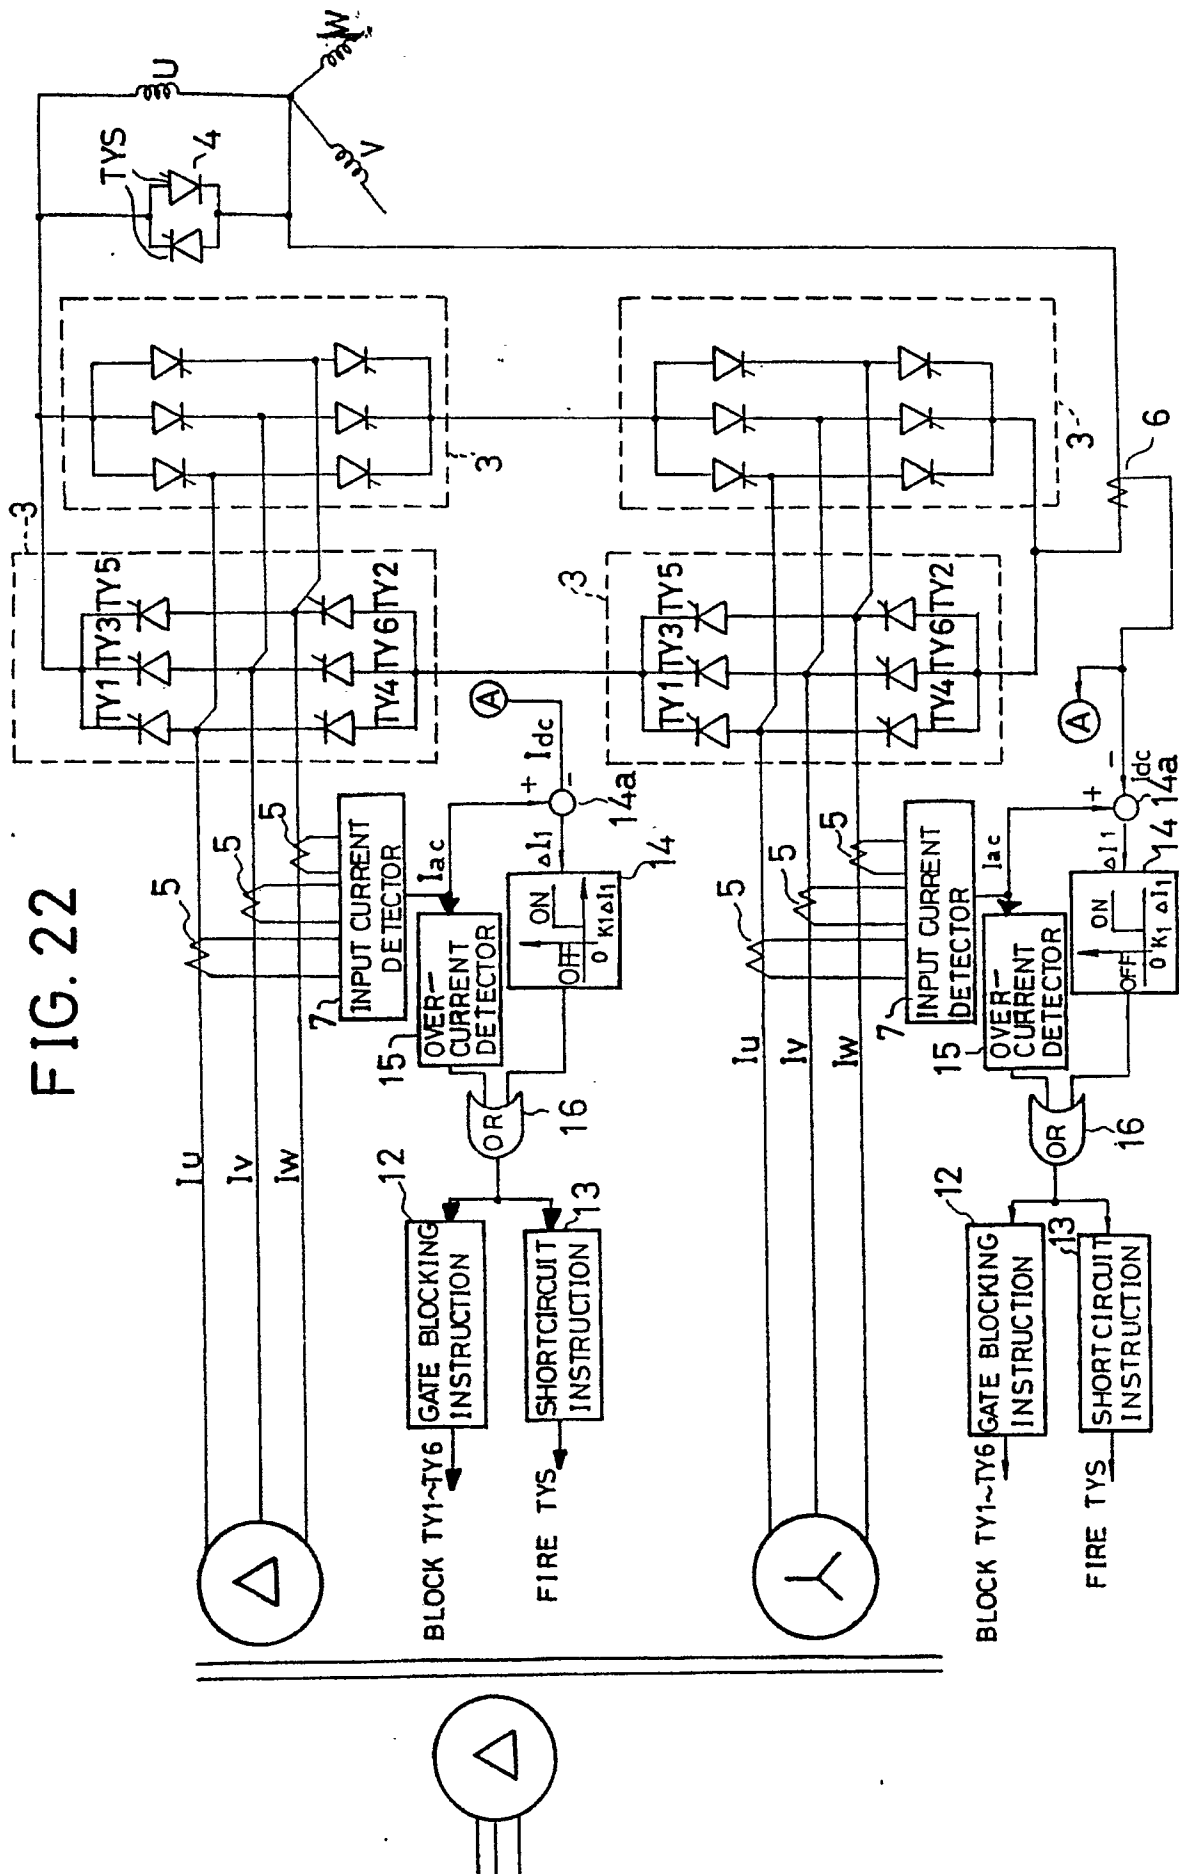 FIG. 22
U
W
V
TYS
4
3
3
TY1 TY3 TY5
TY4 TY6 TY2
3
TY1 TY3 TY5
TY4 TY6 TY2
3
6
5
5
5
Iu
Iv
Iw
7
INPUT CURRENT
DETECTOR
Iac
+
-
Idc
A
14a
ΔI1
15
OVER-
CURRENT
DETECTOR
ON
OFF
0 K1 ΔI1
14
OR
16
12
GATE BLOCKING
INSTRUCTION
BLOCK TY1~TY6
13
SHORTCIRCUIT
INSTRUCTION
FIRE TYS
5
5
5
Iu
Iv
Iw
7
INPUT CURRENT
DETECTOR
Iac
+
-
Idc
A
14a
ΔI1
15
OVER-
CURRENT
DETECTOR
ON
OFF
0 K1 ΔI1
14
OR
16
12
GATE BLOCKING
INSTRUCTION
BLOCK TY1~TY6
13
SHORTCIRCUIT
INSTRUCTION
FIRE TYS